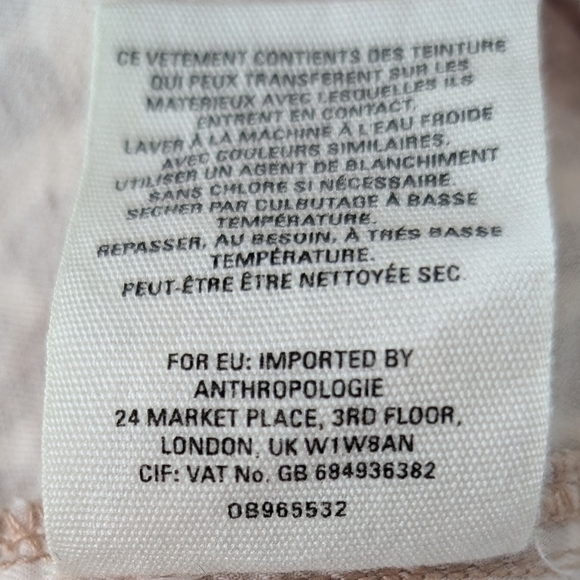 CE VETEMENT CONTIENTS DES TEINTURE
QUI PEUX TRANSFERENT SUR LES
MATERIEUX AVEC LESQUELLES ILS
ENTRENT EN CONTACT.
LAVER À LA MACHINE À L'EAU FROIDE
AVEC COULEURS SIMILAIRES.
UTILISER UN AGENT DE BLANCHIMENT
SANS CHLORE SI NÉCESSAIRE.
SECHER PAR CULBUTAGE À BASSE
TEMPÉRATURE.
REPASSER, AU BESOIN, À TRÉS BASSE
TEMPÉRATURE.
PEUT-ÊTRE ÊTRE NETTOYÉE SEC
FOR EU: IMPORTED BY
ANTHROPOLOGIE
24 MARKET PLACE, 3RD FLOOR,
LONDON, UK W1W8AN
CIF: VAT No. GB 684936382
OB965532